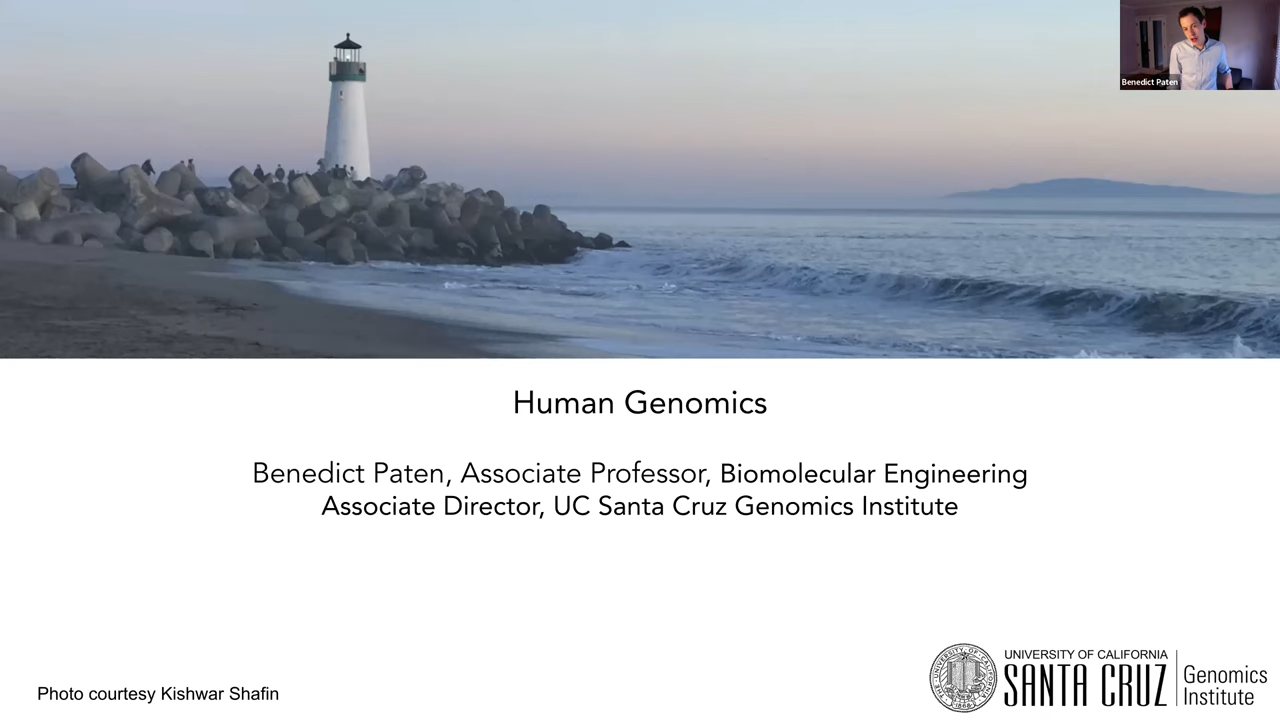 Benedict Paten
Human Genomics
Benedict Paten, Associate Professor, Biomolecular Engineering
Associate Director, UC Santa Cruz Genomics Institute
Photo courtesy Kishwar Shafin
UNIVERSITY OF CALIFORNIA
SANTA CRUZ
Genomics
Institute